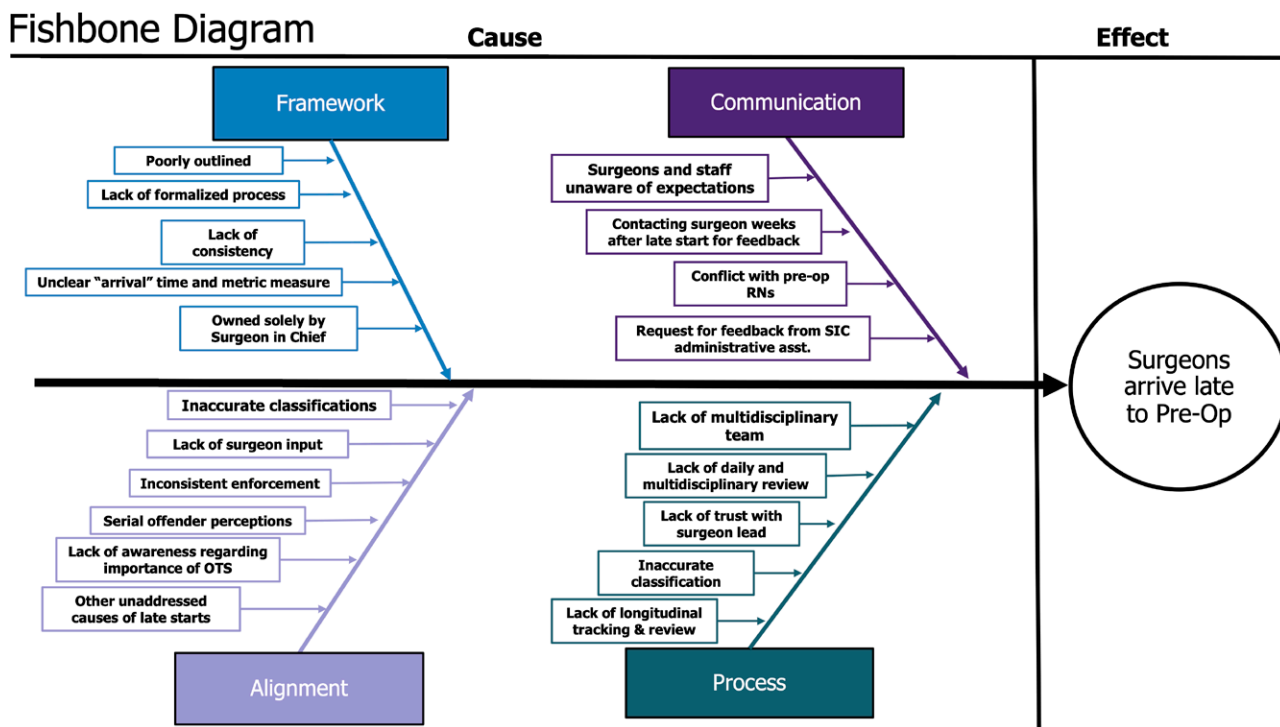 Fishbone Diagram
Cause
Effect
Framework
Poorly outlined
Lack of formalized process
Lack of
consistency
Unclear “arrival” time and metric measure
Owned solely by
Surgeon in Chief
Communication
Surgeons and staff
unaware of expectations
Contacting surgeon weeks
after late start for feedback
Conflict with pre-op
RNs
Request for feedback from SIC
administrative asst.
Surgeons
arrive late
to Pre-Op
Inaccurate classifications
Lack of surgeon input
Inconsistent enforcement
Serial offender perceptions
Lack of awareness regarding
importance of OTS
Other unaddressed
causes of late starts
Alignment
Lack of multidisciplinary
team
Lack of daily and
multidisciplinary review
Lack of trust with
surgeon lead
Inaccurate
classification
Lack of longitudinal
tracking & review
Process